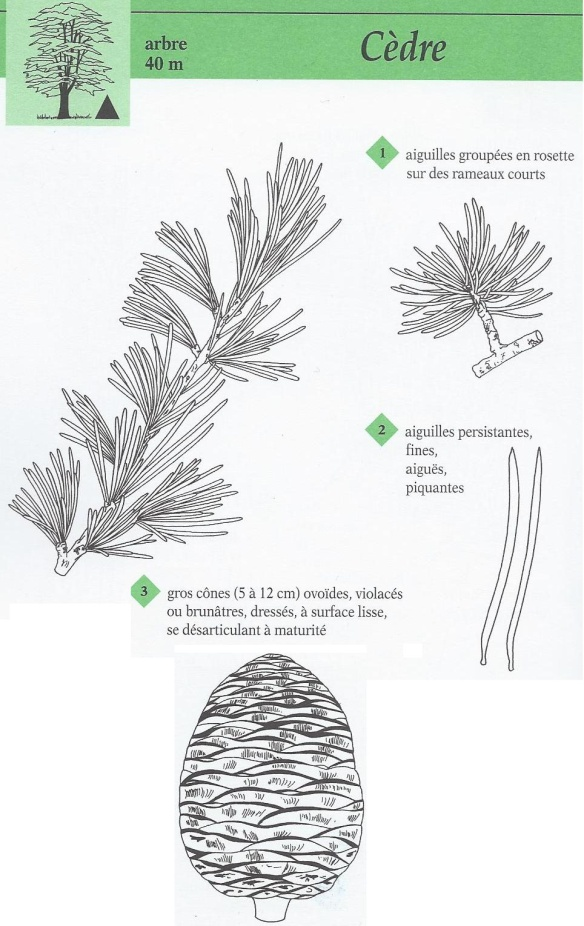 arbre
40 m
Cèdre
1 aiguilles groupées en rosette
sur des rameaux courts
2 aiguilles persistantes,
fines,
aiguës,
piquantes
3 gros cônes (5 à 12 cm) ovoïdes, violacés
ou brunâtres, dressés, à surface lisse,
se désarticulant à maturité